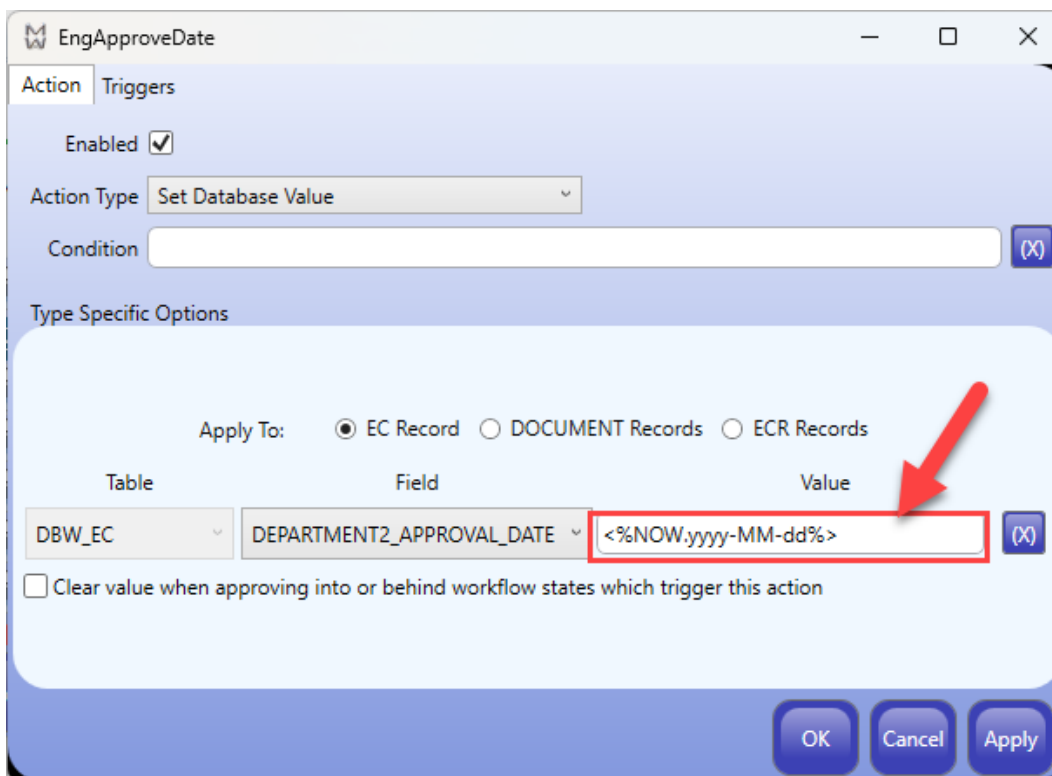 EngApproveDate
Action Triggers
Enabled
Action Type Set Database Value
Condition (X)
Type Specific Options
Apply To: EC Record DOCUMENT Records ECR Records
Table Field Value
DBW_EC DEPARTMENT2_APPROVAL_DATE <%NOW.yyyy-MM-dd%> (X)
Clear value when approving into or behind workflow states which trigger this action
OK Cancel Apply